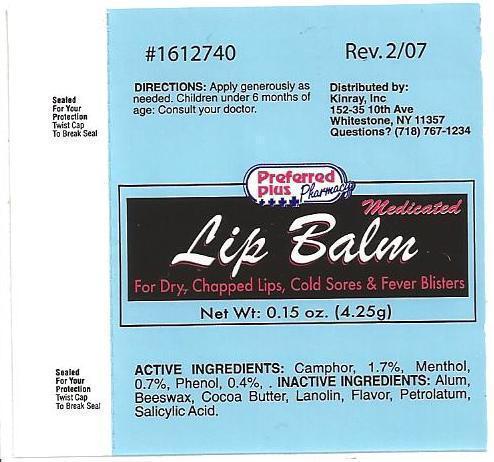 #1612740
Rev. 2/07
DIRECTIONS: Apply generously as
needed. Children under 6 months of
age: Consult your doctor.
Distributed by:
Kinray, Inc
152-35 10th Ave
Whitestone, NY 11357
Questions? (718) 767-1234
Sealed
For Your
Protection
Twist Cap
To Break Seal
Preferred
Plus Pharmacy
Medicated
Lip Balm
For Dry, Chapped Lips, Cold Sores & Fever Blisters
Net Wt: 0.15 oz. (4.25g)
Sealed
For Your
Protection
Twist Cap
To Break Seal
ACTIVE INGREDIENTS: Camphor, 1.7%, Menthol,
0.7%, Phenol, 0.4%, . INACTIVE INGREDIENTS: Alum,
Beeswax, Cocoa Butter, Lanolin, Flavor, Petrolatum,
Salicylic Acid.